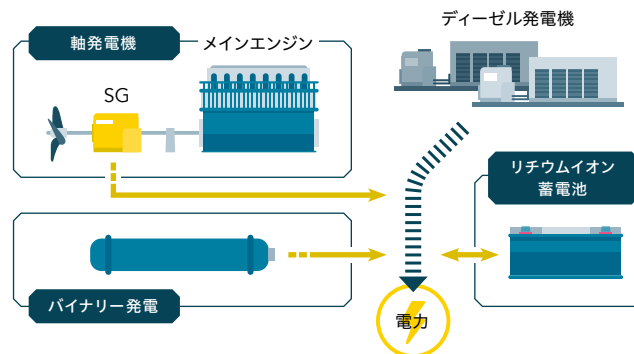 ディーゼル発電機
軸発電機
メインエンジン
SG
リチウムイオン
蓄電池
バイナリー発電
電力